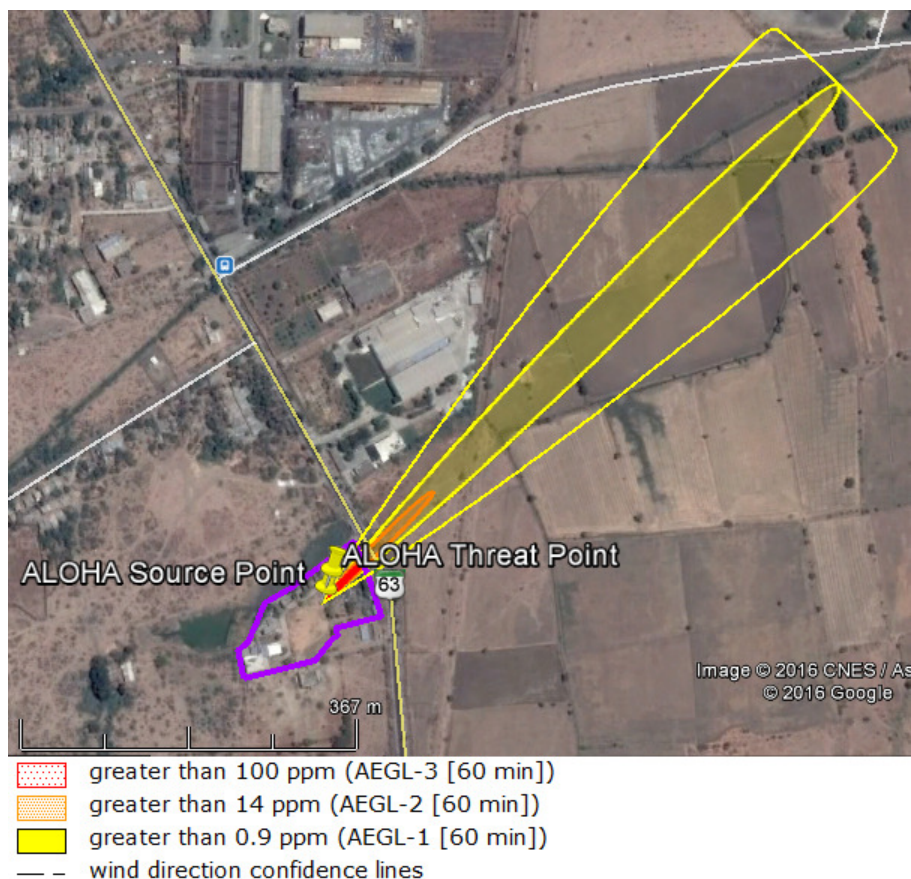 ALOHA Source Point
ALOHA Threat Point
63
Image © 2016 CNES / As
© 2016 Google
367 m
greater than 100 ppm (AEGL-3 [60 min])
greater than 14 ppm (AEGL-2 [60 min])
greater than 0.9 ppm (AEGL-1 [60 min])
wind direction confidence lines